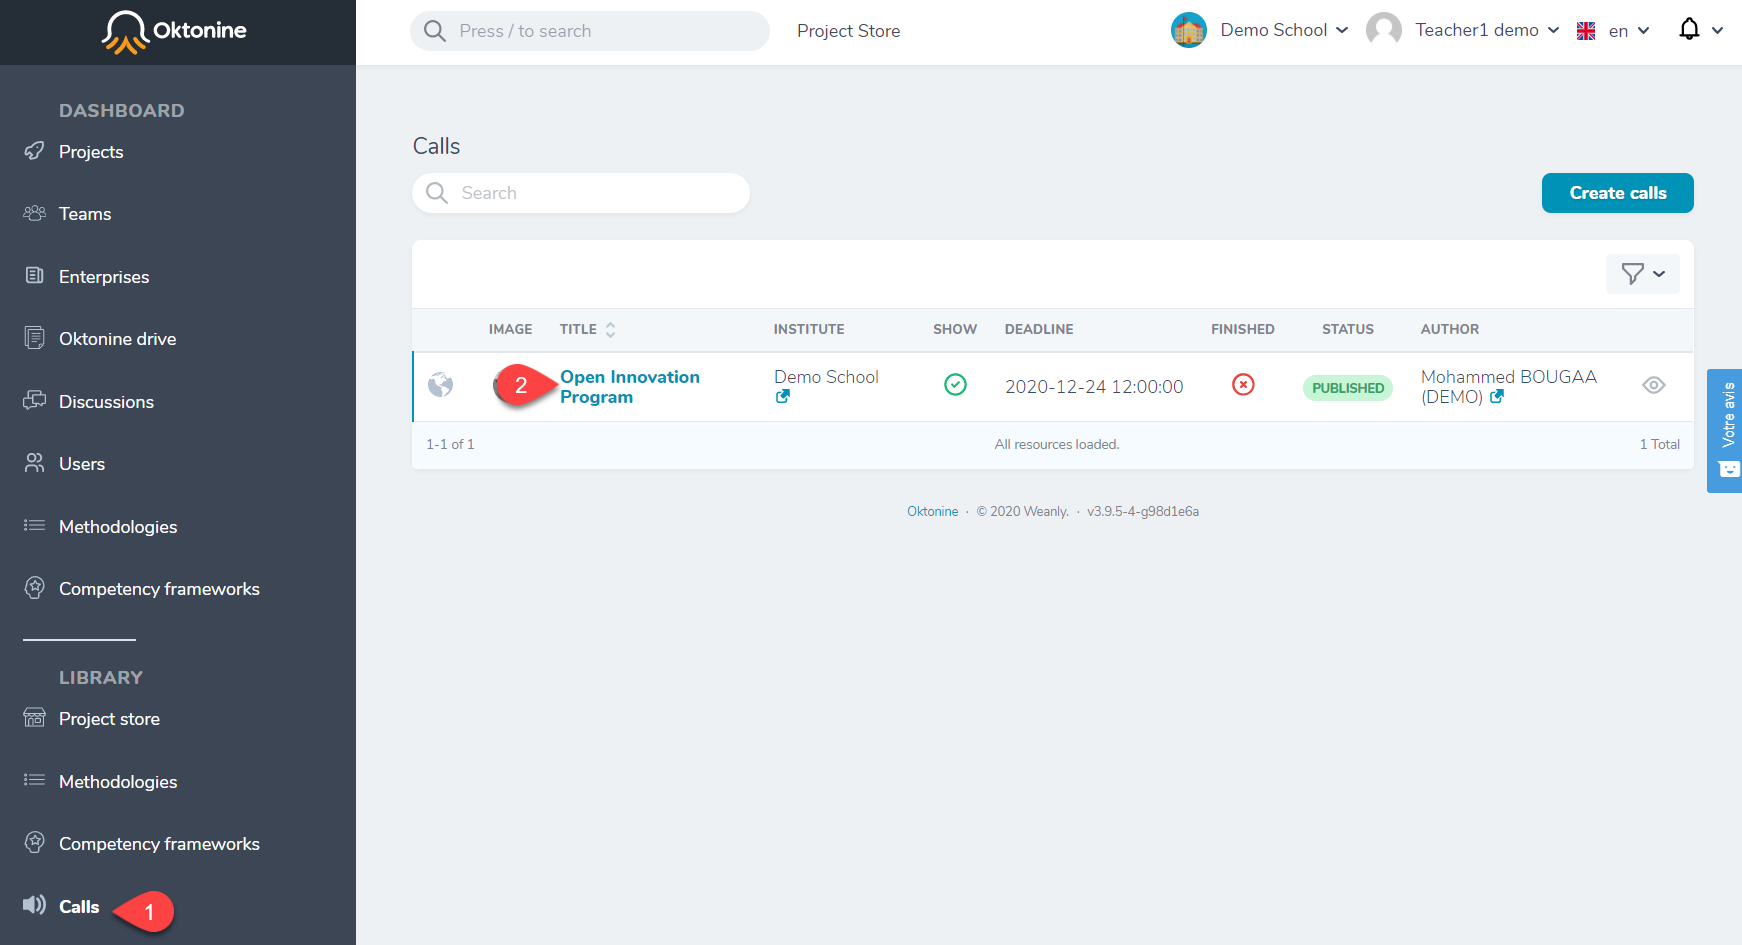 Oktonine
Press / to search
Project Store
Demo School
Teacher1 demo
en
DASHBOARD
Projects
Teams
Enterprises
Oktonine drive
Discussions
Users
Methodologies
Competency frameworks
LIBRARY
Project store
Methodologies
Competency frameworks
Calls
1
Calls
Search
Create calls
IMAGE TITLE INSTITUTE SHOW DEADLINE FINISHED STATUS AUTHOR
2
Open Innovation
Program
Demo School
2020-12-24 12:00:00
PUBLISHED
Mohammed BOUGAA
(DEMO)
1-1 of 1
All resources loaded.
1 Total
Oktonine · © 2020 Weanly. · v3.9.5-4-g98d1e6a
Votre avis